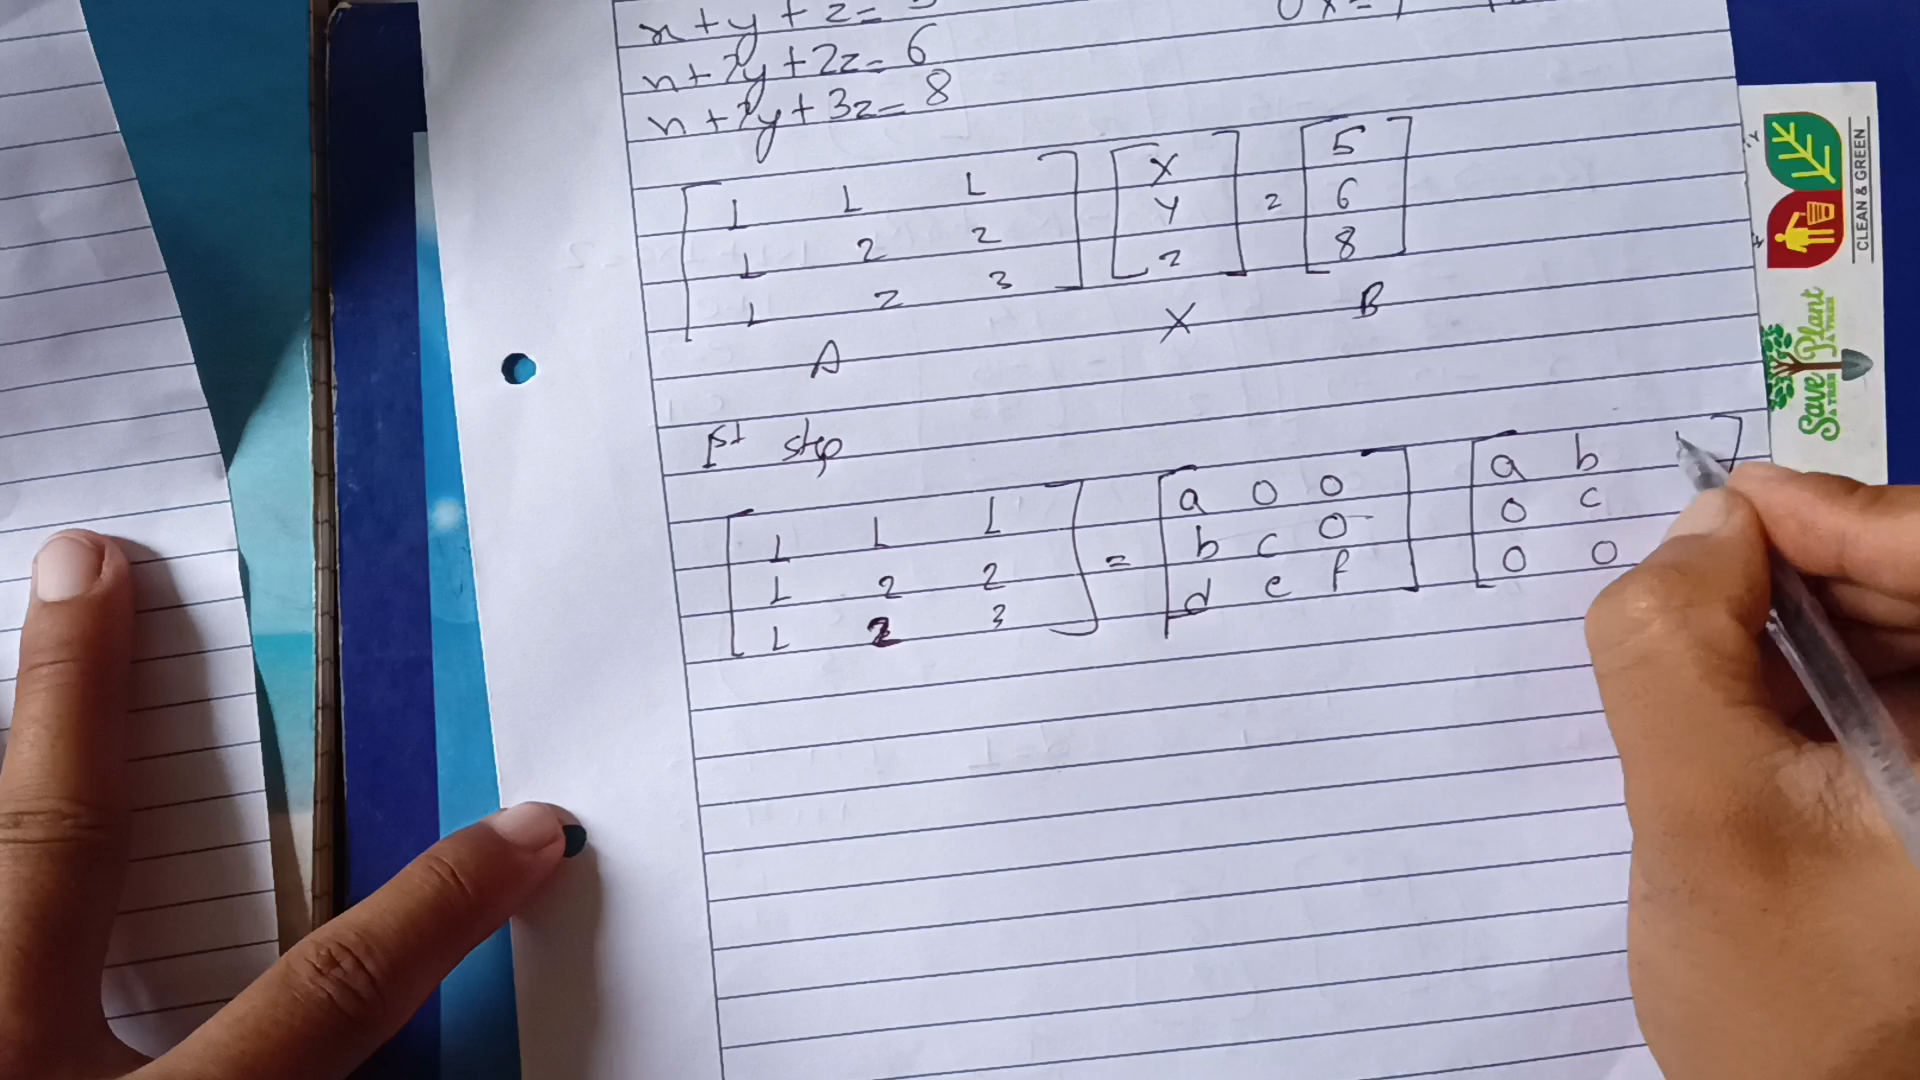 x + y + z =
x + 2y + 2z = 6
x + 2y + 3z = 8
1 1 1 x 5
1 2 2 y = 6
1 2 3 z 8
A X B
1st step
1 1 1 a 0 0 a b
1 2 2 = b c 0 0 c
1 2 3 d e f 0 0
CLEAN & GREEN
Save Plant